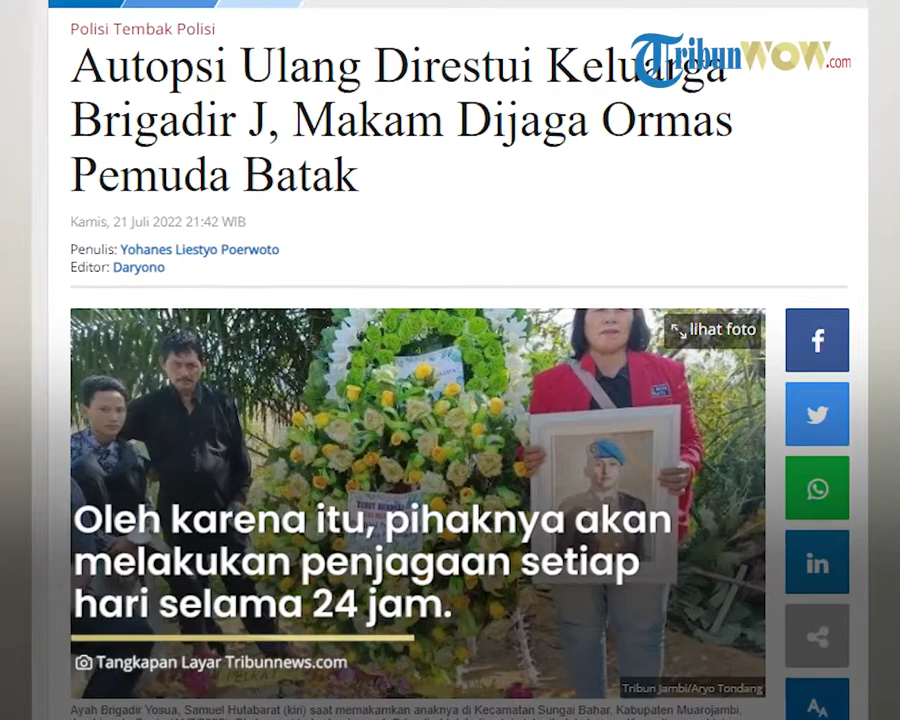 Polisi Tembak Polisi
Autopsi Ulang Direstui Keluarga
TribunWOW.com
Brigadir J, Makam Dijaga Ormas
Pemuda Batak
Kamis, 21 Juli 2022 21:42 WIB
Penulis: Yohanes Liestyo Poerwoto
Editor: Daryono
lihat foto
Oleh karena itu, pihaknya akan
melakukan penjagaan setiap
hari selama 24 jam.
Tangkapan Layar Tribunnews.com
Tribun Jambi/Aryo Tondang
Ayah Brigadir Yosua, Samuel Hutabarat (kiri) saat memakamkan anaknya di Kecamatan Sungai Bahar, Kabupaten Muarojambi,